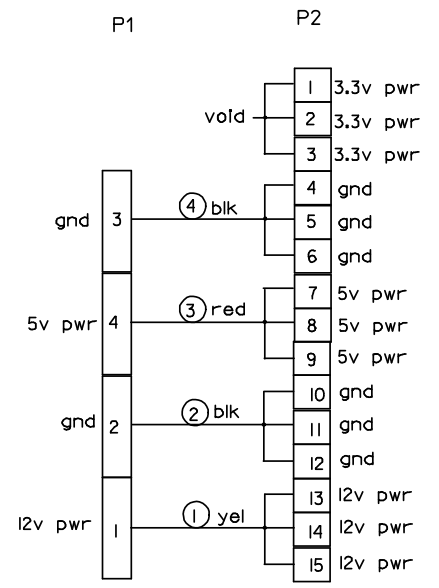 P1 P2
1 3.3v pwr
void 2 3.3v pwr
3 3.3v pwr
4 gnd
gnd 3 4 blk 5 gnd
6 gnd
7 5v pwr
5v pwr 4 3 red 8 5v pwr
9 5v pwr
10 gnd
gnd 2 2 blk 11 gnd
12 gnd
13 12v pwr
12v pwr 1 1 yel 14 12v pwr
15 12v pwr